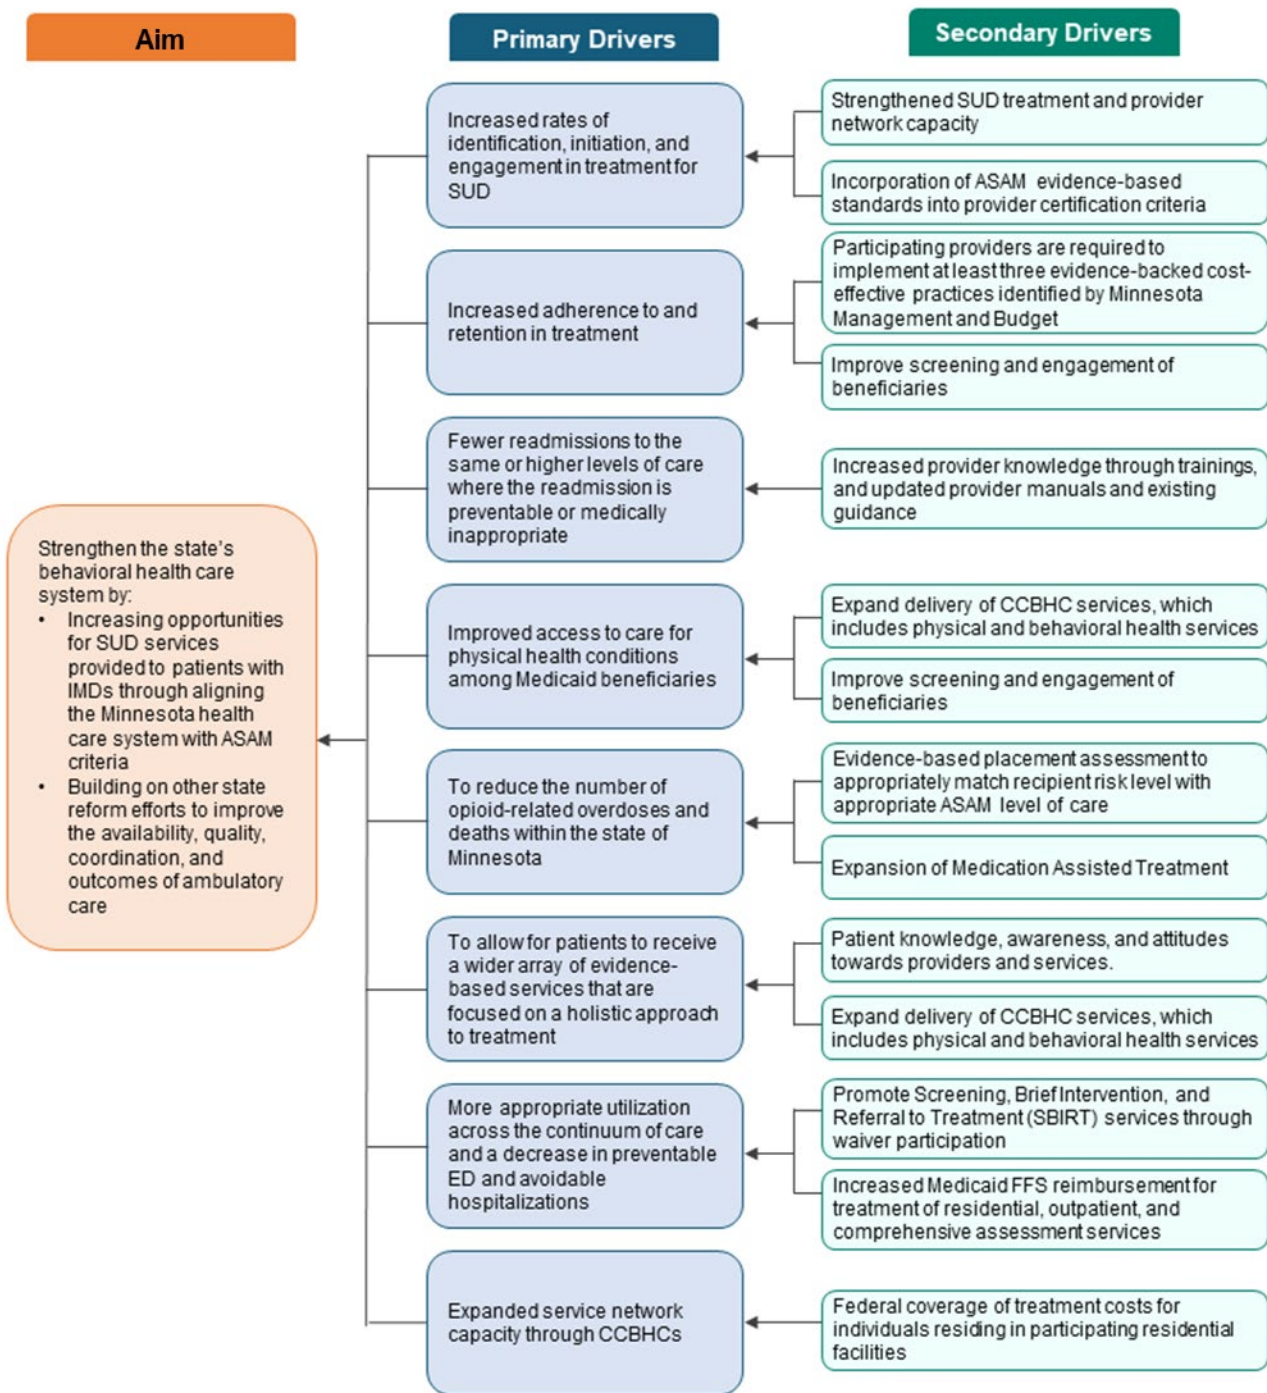 Aim
Primary Drivers
Secondary Drivers
Increased rates of
identification, initiation, and
engagement in treatment for
SUD
Strengthened SUD treatment and provider
network capacity
Incorporation of ASAM evidence-based
standards into provider certification criteria
Increased adherence to and
retention in treatment
Participating providers are required to
implement at least three evidence-backed cost-
effective practices identified by Minnesota
Management and Budget
Improve screening and engagement of
beneficiaries
Fewer readmissions to the
same or higher levels of care
where the readmission is
preventable or medically
inappropriate
Increased provider knowledge through trainings,
and updated provider manuals and existing
guidance
Strengthen the state's
behavioral health care
system by:
• Increasing opportunities
for SUD services
provided to patients with
IMDs through aligning
the Minnesota health
care system with ASAM
criteria
• Building on other state
reform efforts to improve
the availability, quality,
coordination, and
outcomes of ambulatory
care
Improved access to care for
physical health conditions
among Medicaid beneficiaries
Expand delivery of CCBHC services, which
includes physical and behavioral health services
Improve screening and engagement of
beneficiaries
To reduce the number of
opioid-related overdoses and
deaths within the state of
Minnesota
Evidence-based placement assessment to
appropriately match recipient risk level with
appropriate ASAM level of care
Expansion of Medication Assisted Treatment
To allow for patients to receive
a wider array of evidence-
based services that are
focused on a holistic approach
to treatment
Patient knowledge, awareness, and attitudes
towards providers and services.
Expand delivery of CCBHC services, which
includes physical and behavioral health services
More appropriate utilization
across the continuum of care
and a decrease in preventable
ED and avoidable
hospitalizations
Promote Screening, Brief Intervention, and
Referral to Treatment (SBIRT) services through
waiver participation
Increased Medicaid FFS reimbursement for
treatment of residential, outpatient, and
comprehensive assessment services
Expanded service network
capacity through CCBHCs
Federal coverage of treatment costs for
individuals residing in participating residential
facilities